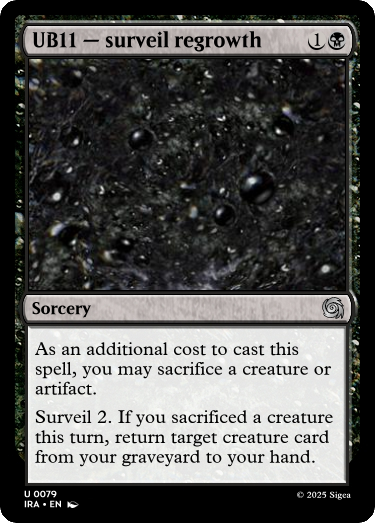 UB11 — surveil regrowth 1
Sorcery
As an additional cost to cast this
spell, you may sacrifice a creature or
artifact.
Surveil 2. If you sacrificed a creature
this turn, return target creature card
from your graveyard to your hand.
U 0079
IRA • EN
© 2025 Sigea